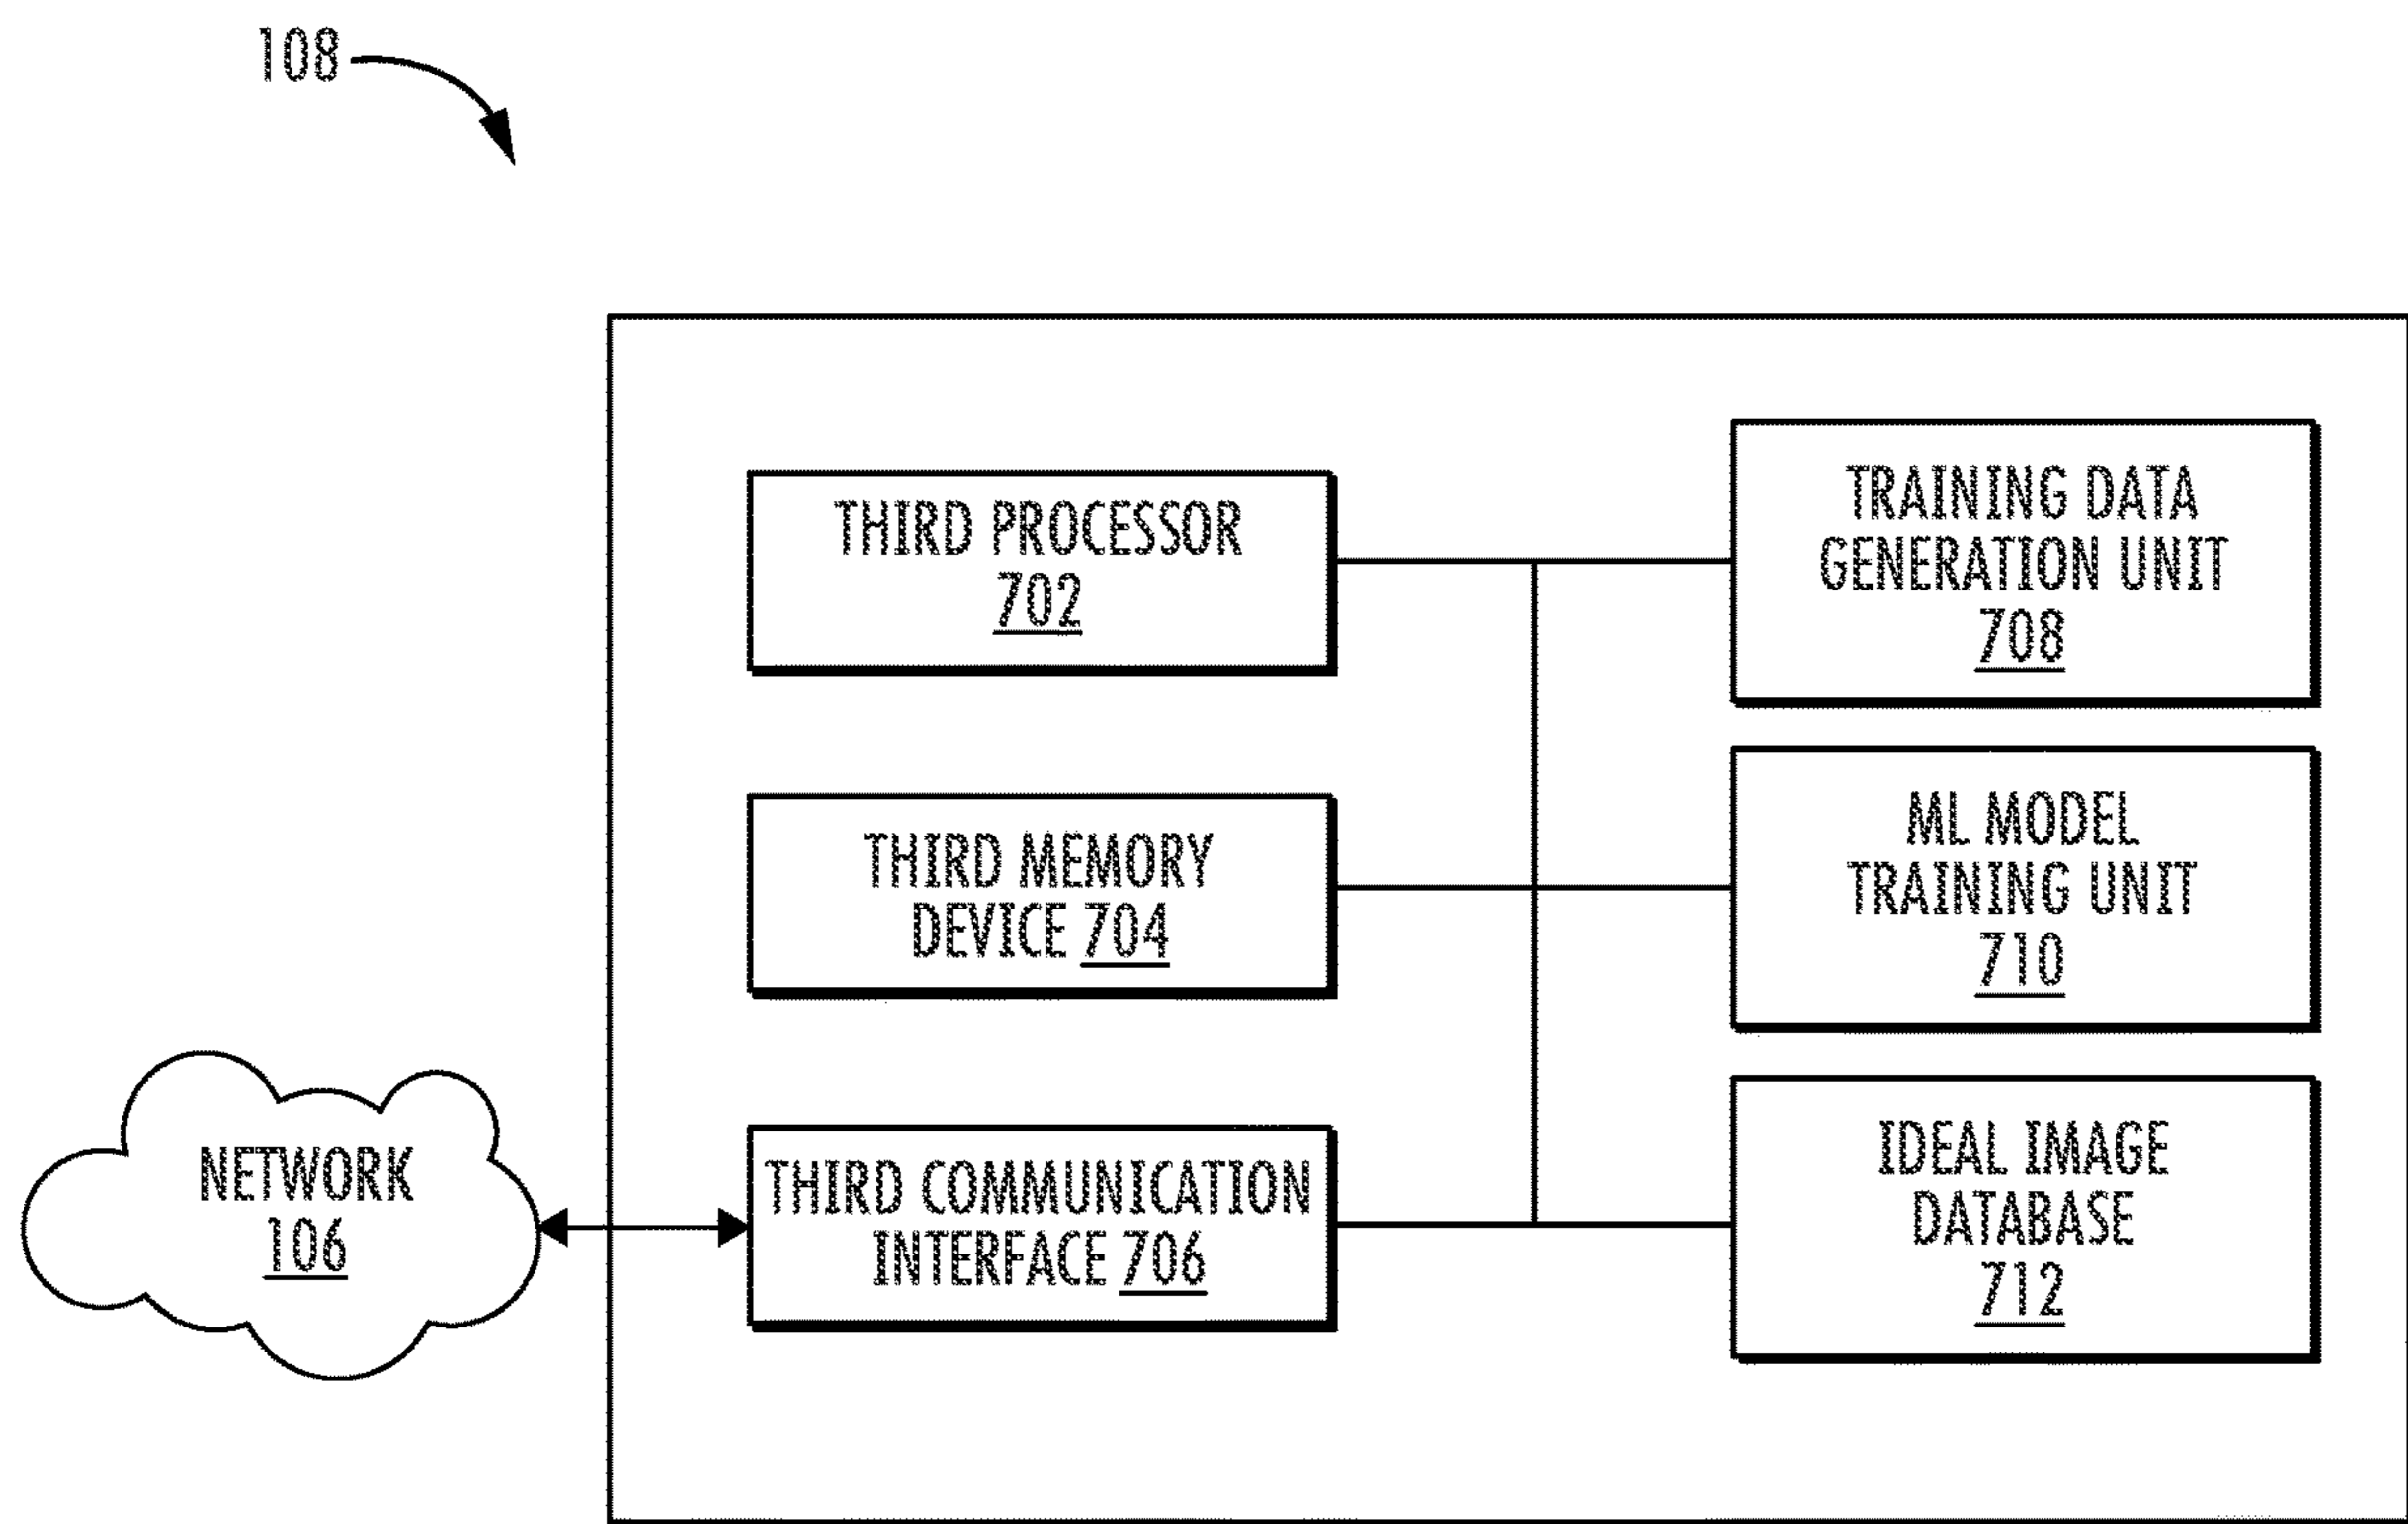 108
THIRD PROCESSOR
702
TRAINING DATA
GENERATION UNIT
708
THIRD MEMORY
DEVICE 704
ML MODEL
TRAINING UNIT
710
NETWORK
106
THIRD COMMUNICATION
INTERFACE 706
IDEAL IMAGE
DATABASE
712